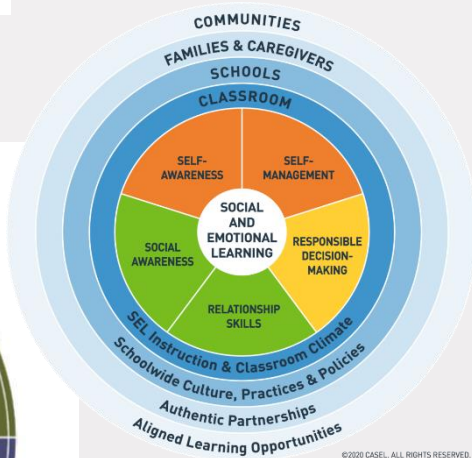 COMMUNITIES
FAMILIES & CAREGIVERS
SCHOOLS
CLASSROOM
SELF-
AWARENESS
SELF-
MANAGEMENT
SOCIAL
AND
EMOTIONAL
LEARNING
SOCIAL
AWARENESS
RESPONSIBLE
DECISION-
MAKING
RELATIONSHIP
SKILLS
SEL Instruction & Classroom Climate
Schoolwide Culture, Practices & Policies
Authentic Partnerships
Aligned Learning Opportunities
©2020 CASEL. ALL RIGHTS RESERVED.